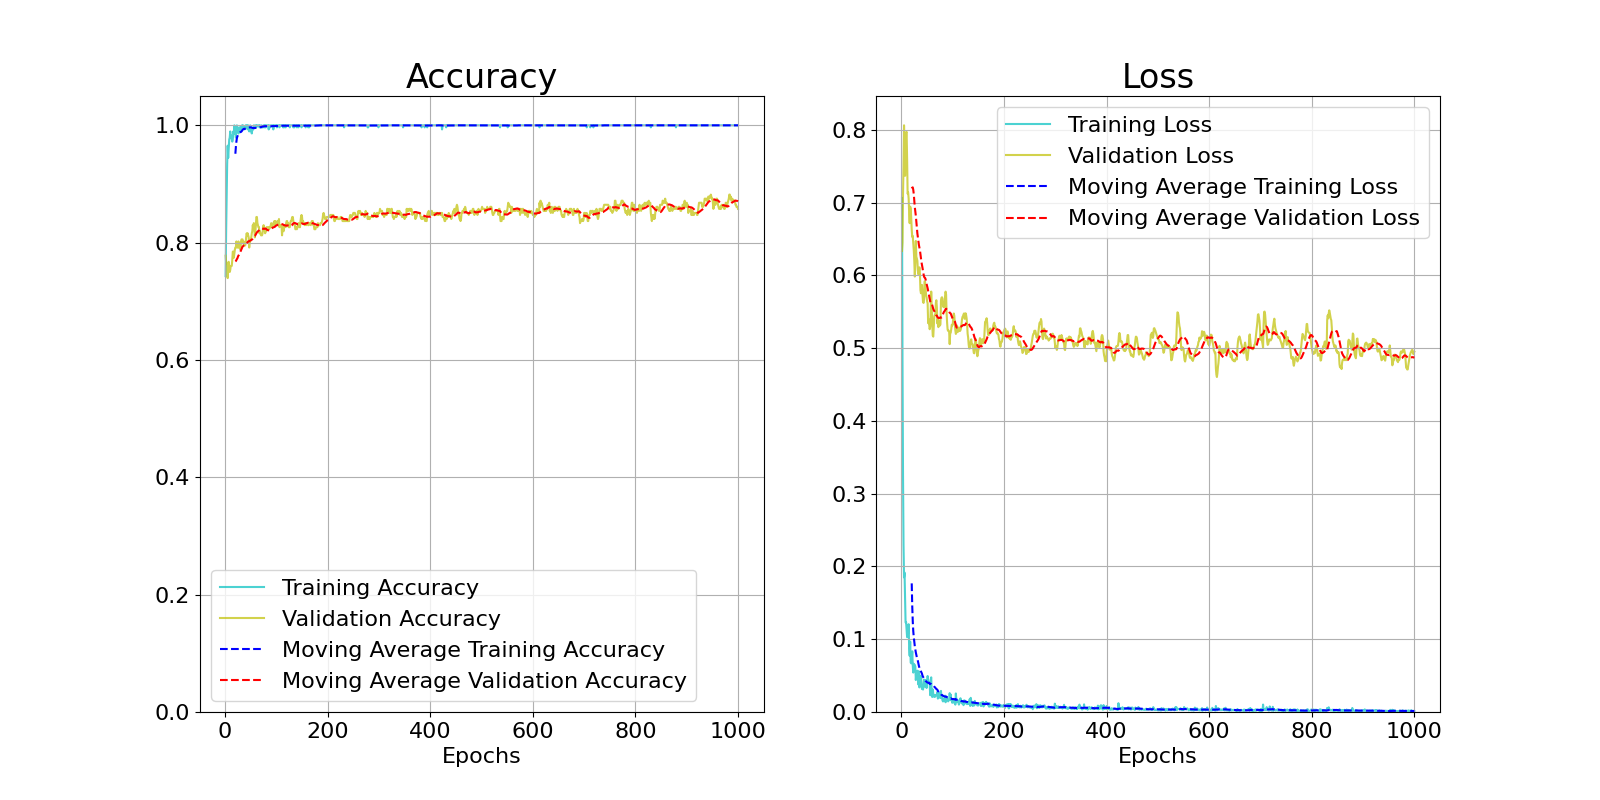 Accuracy
1.0
0.8
0.6
0.4
0.2
0.0
Training Accuracy
Validation Accuracy
Moving Average Training Accuracy
Moving Average Validation Accuracy
0 200 400 600 800 1000
Epochs
Loss
0.8
0.7
0.6
0.5
0.4
0.3
0.2
0.1
0.0
Training Loss
Validation Loss
Moving Average Training Loss
Moving Average Validation Loss
0 200 400 600 800 1000
Epochs